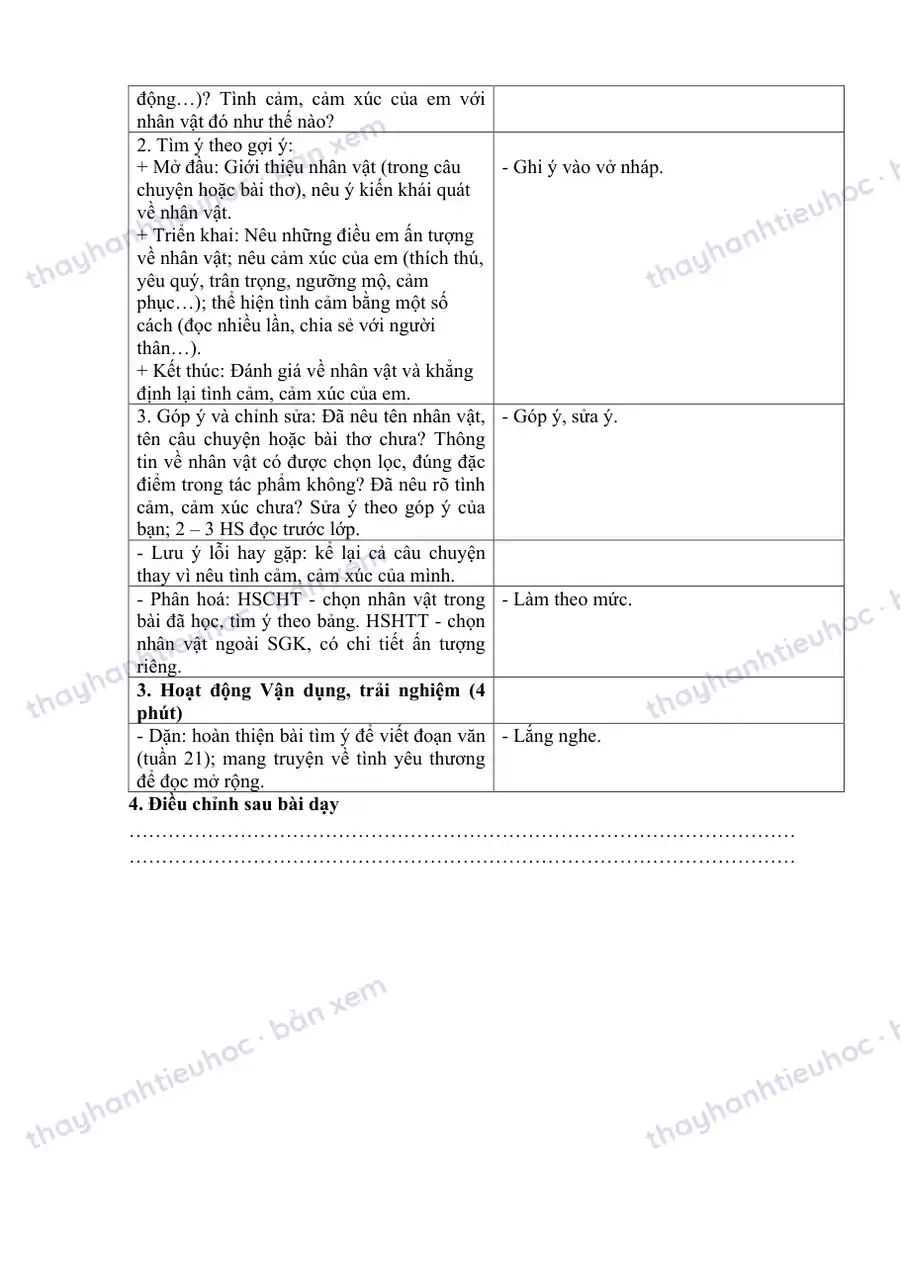 động…)? Tình cảm, cảm xúc của em với
nhân vật đó như thế nào?
2. Tìm ý theo gợi ý:
+ Mở đầu: Giới thiệu nhân vật (trong câu
chuyện hoặc bài thơ), nêu ý kiến khái quát
về nhân vật.
+ Triển khai: Nêu những điều em ấn tượng
về nhân vật; nêu cảm xúc của em (thích thú,
yêu quý, trân trọng, ngưỡng mộ, cảm
phục…); thể hiện tình cảm bằng một số
cách (đọc nhiều lần, chia sẻ với người
thân…).
+ Kết thúc: Đánh giá về nhân vật và khẳng
định lại tình cảm, cảm xúc của em.
- Ghi ý vào vở nháp.
3. Góp ý và chỉnh sửa: Đã nêu tên nhân vật,
tên câu chuyện hoặc bài thơ chưa? Thông
tin về nhân vật có được chọn lọc, đúng đặc
điểm trong tác phẩm không? Đã nêu rõ tình
cảm, cảm xúc chưa? Sửa ý theo góp ý của
bạn; 2 – 3 HS đọc trước lớp.
- Góp ý, sửa ý.
- Lưu ý lỗi hay gặp: kể lại cả câu chuyện
thay vì nêu tình cảm, cảm xúc của mình.
- Phân hoá: HSCHT - chọn nhân vật trong
bài đã học, tìm ý theo bảng. HSHTT - chọn
nhân vật ngoài SGK, có chi tiết ấn tượng
riêng.
- Làm theo mức.
3. Hoạt động Vận dụng, trải nghiệm (4
phút)
- Dặn: hoàn thiện bài tìm ý để viết đoạn văn
(tuần 21); mang truyện về tình yêu thương
để đọc mở rộng.
- Lắng nghe.
4. Điều chỉnh sau bài dạy
…………………………………………………………………………………………
…………………………………………………………………………………………
thayhanhtieuhoc · bản xem
thayhanhtieuhoc · b
thayhanhtieuhoc · bản xem
thayhanhtieuhoc · b
thayhanhtieuhoc · bản xem
thayhanhtieuhoc · b